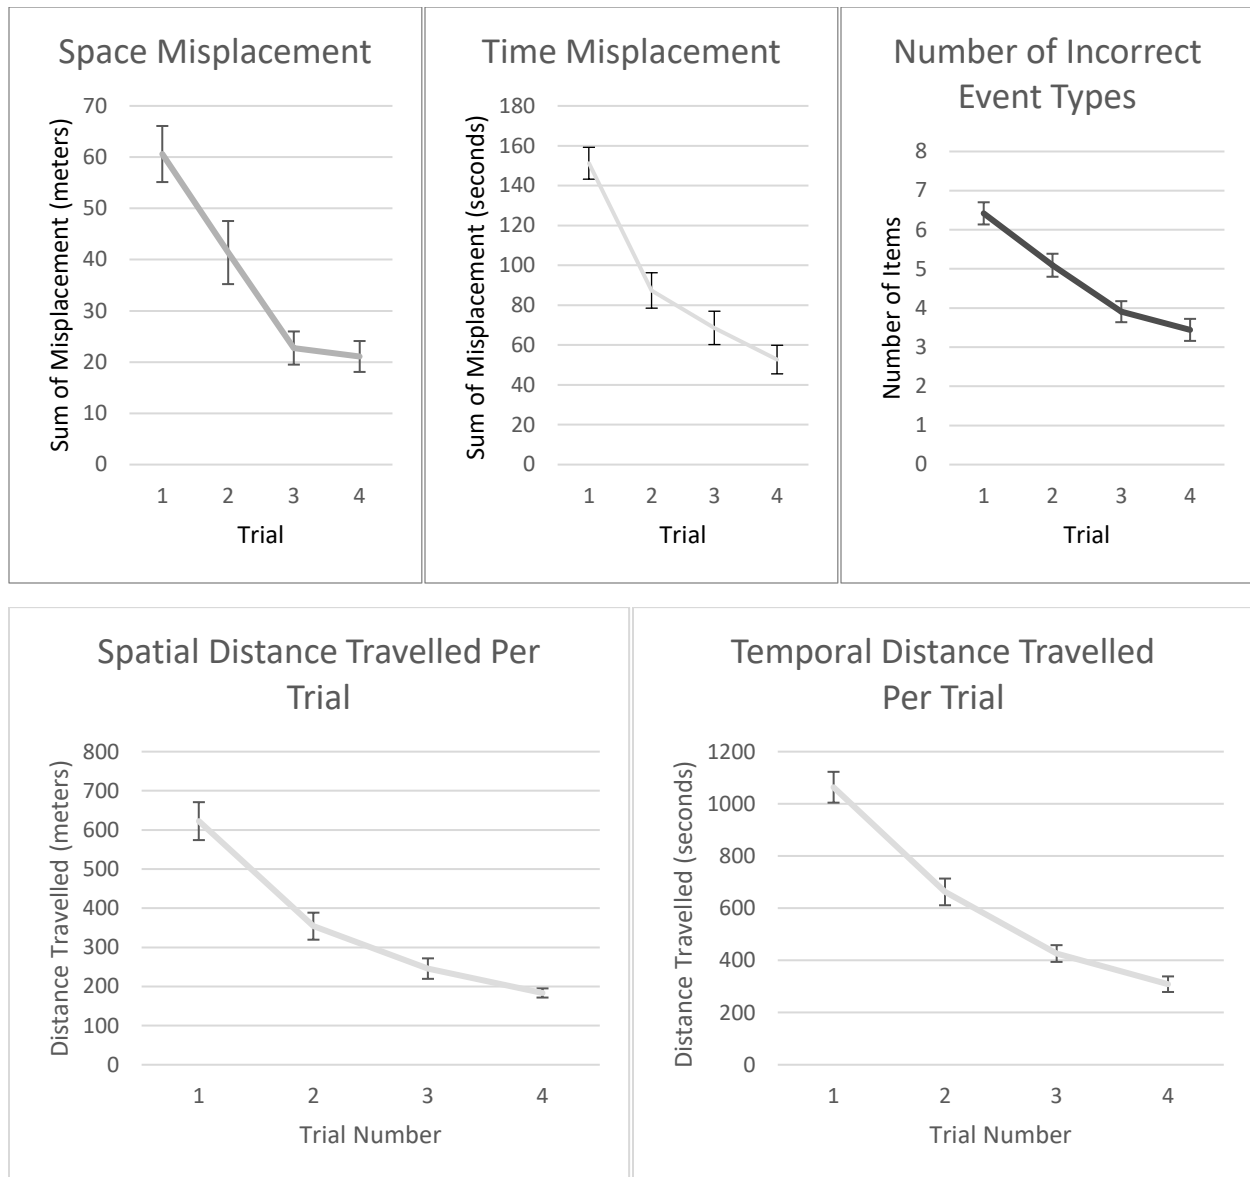 Space Misplacement
Sum of Misplacement (meters)
70
60
50
40
30
20
10
0
1 2 3 4
Trial
Time Misplacement
Sum of Misplacement (seconds)
180
160
140
120
100
80
60
40
20
0
1 2 3 4
Trial
Number of Incorrect
Event Types
Number of Items
8
7
6
5
4
3
2
1
0
1 2 3 4
Trial
Spatial Distance Travelled Per
Trial
Distance Travelled (meters)
800
700
600
500
400
300
200
100
0
1 2 3 4
Trial Number
Temporal Distance Travelled
Per Trial
Distance Travelled (seconds)
1200
1000
800
600
400
200
0
1 2 3 4
Trial Number